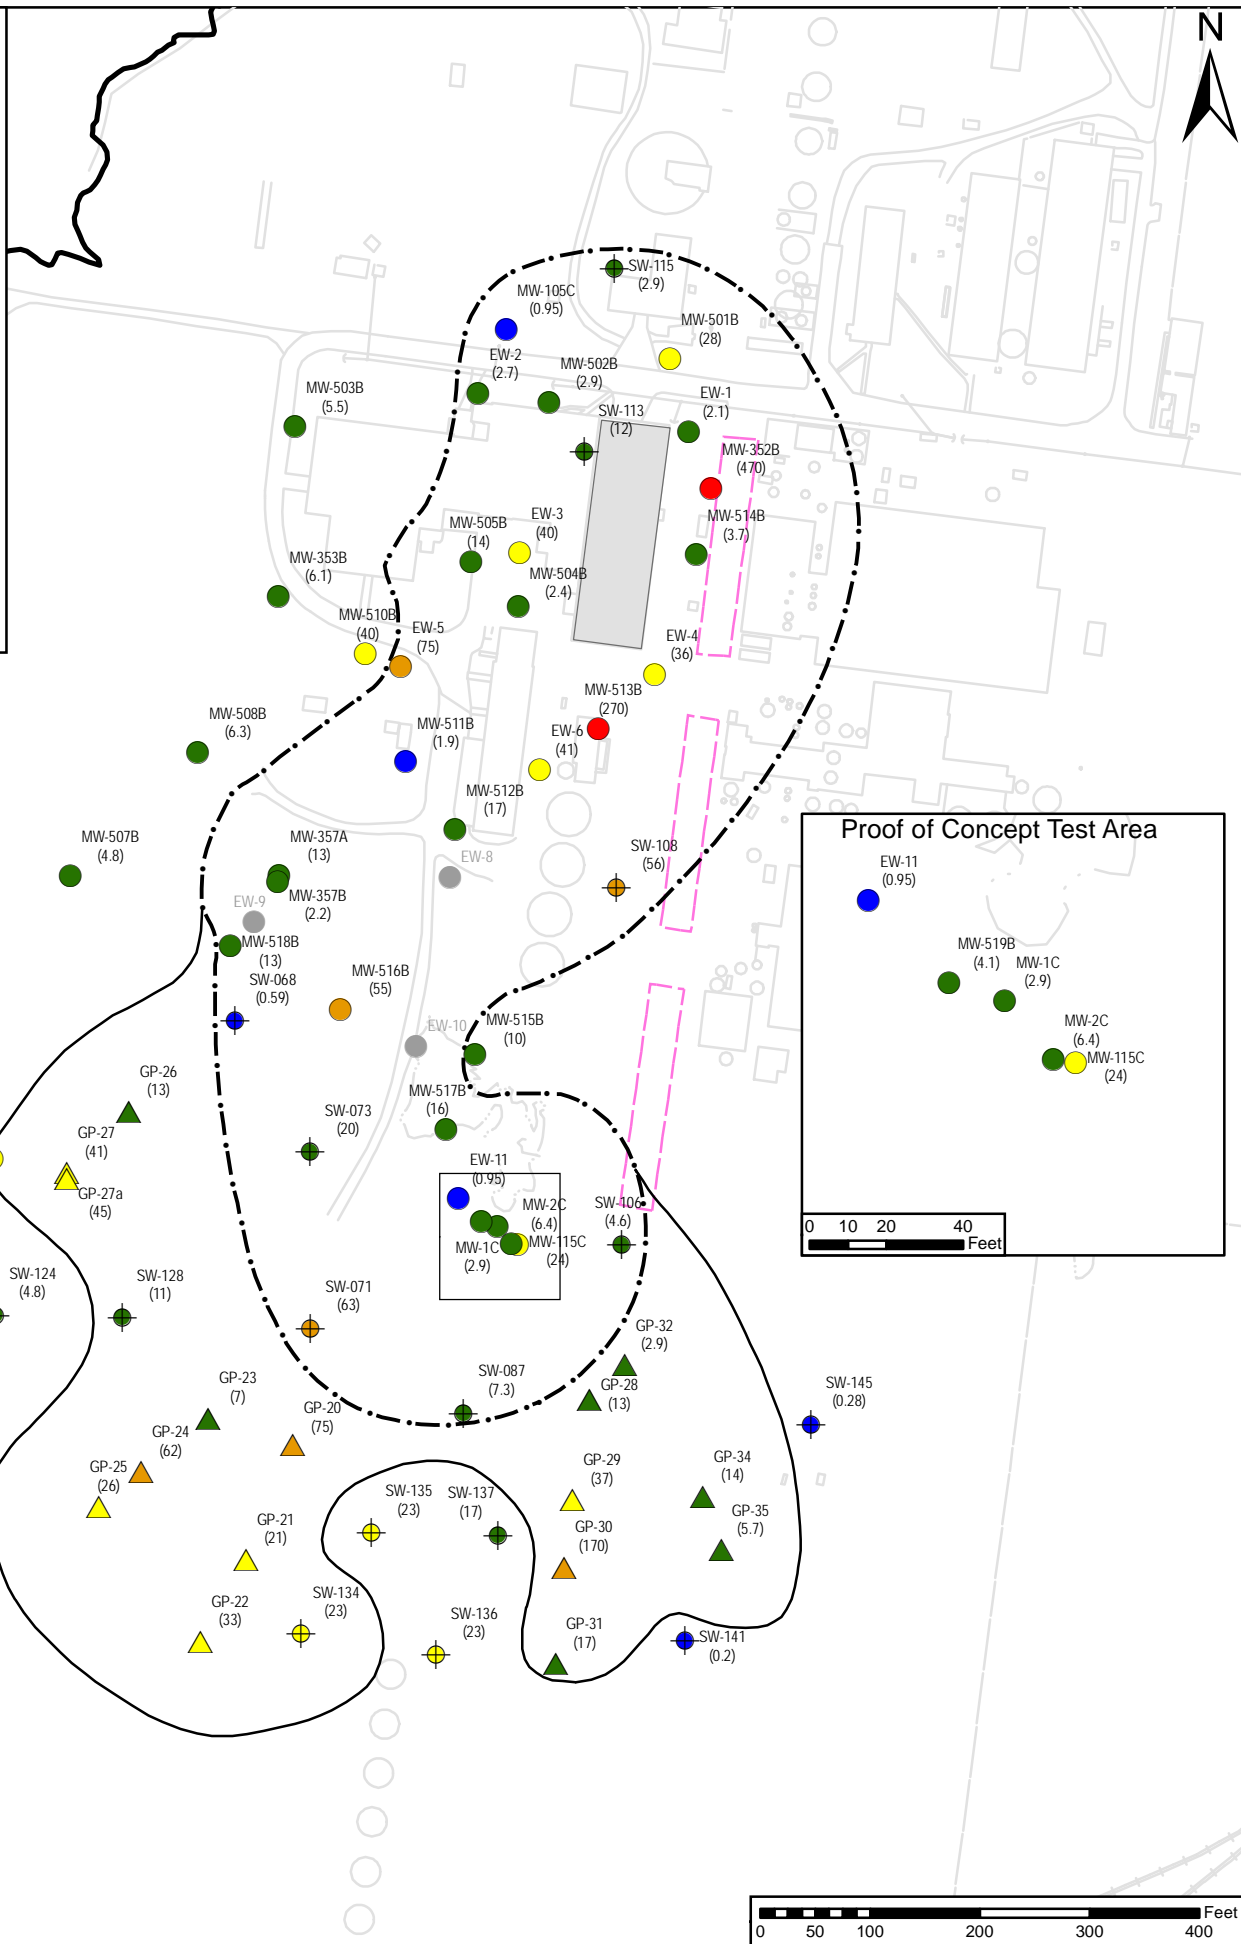 N
SW-115
(2.9)
MW-105C
(0.95)
MW-501B
(28)
EW-2
(2.7)
MW-502B
(2.9)
MW-503B
(5.5)
EW-1
(2.1)
SW-113
(12)
MW-352B
(470)
MW-505B
(14)
EW-3
(40)
MW-514B
(3.7)
MW-353B
(6.1)
MW-504B
(2.4)
MW-510B
(40)
EW-5
(75)
EW-4
(36)
MW-513B
(270)
MW-508B
(6.3)
MW-511B
(1.9)
EW-6
(41)
MW-512B
(17)
MW-507B
(4.8)
MW-357A
(13)
EW-8
SW-108
(56)
MW-357B
(2.2)
EW-9
MW-518B
(13)
SW-068
(0.59)
MW-516B
(55)
EW-10
MW-515B
(10)
GP-26
(13)
MW-517B
(16)
SW-073
(20)
GP-27
(41)
GP-27a
(45)
EW-11
(0.95)
MW-2C
(6.4)
SW-106
(4.6)
MW-1C
(2.9)
MW-115C
(24)
SW-124
(4.8)
SW-128
(11)
SW-071
(63)
GP-32
(2.9)
SW-087
(7.3)
GP-28
(13)
SW-145
(0.28)
GP-23
(7)
GP-20
(75)
GP-24
(62)
GP-25
(26)
SW-135
(23)
SW-137
(17)
GP-29
(37)
GP-34
(14)
GP-35
(5.7)
GP-21
(21)
GP-30
(170)
GP-22
(33)
SW-134
(23)
SW-136
(23)
GP-31
(17)
SW-141
(0.2)
Proof of Concept Test Area
EW-11
(0.95)
MW-519B
(4.1)
MW-1C
(2.9)
MW-2C
(6.4)
MW-115C
(24)
0 10 20 40
Feet
Feet
0 50 100 200 300 400